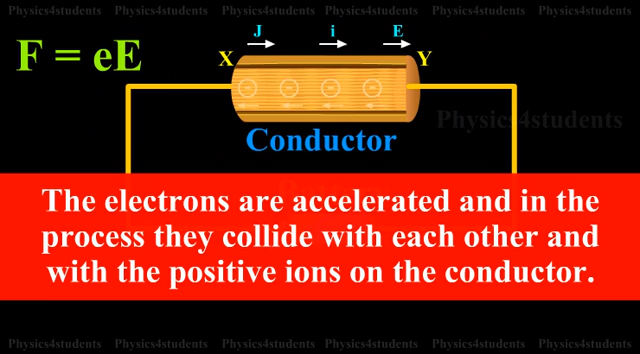 Physics4students Physics4students Physics4students Physics4students Physics4students Physics4students
F = eE
J i E
X Y
Physics4students
Conductor
The electrons are accelerated and in the
process they collide with each other and
with the positive ions on the conductor.
Physics4students Physics4students Physics4students Physics4students Physics4students Physics4students